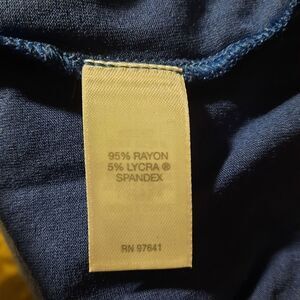 95% RAYON
5% LYCRA ®
SPANDEX
RN 97641